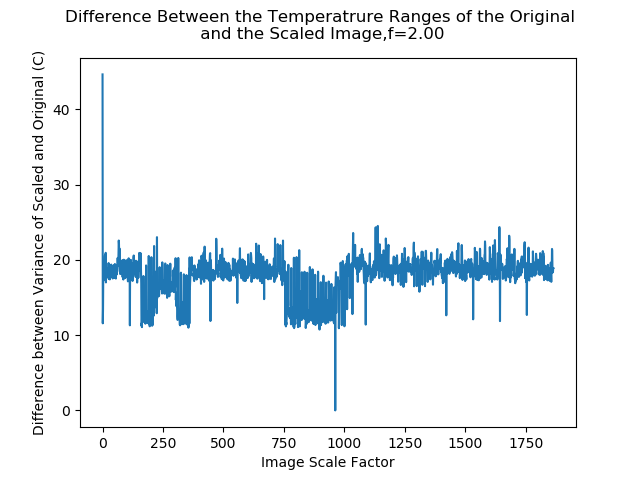 Difference Between the Temperatrure Ranges of the Original
and the Scaled Image,f=2.00
Difference between Variance of Scaled and Original (C)
40
30
20
10
0
0 250 500 750 1000 1250 1500 1750
Image Scale Factor